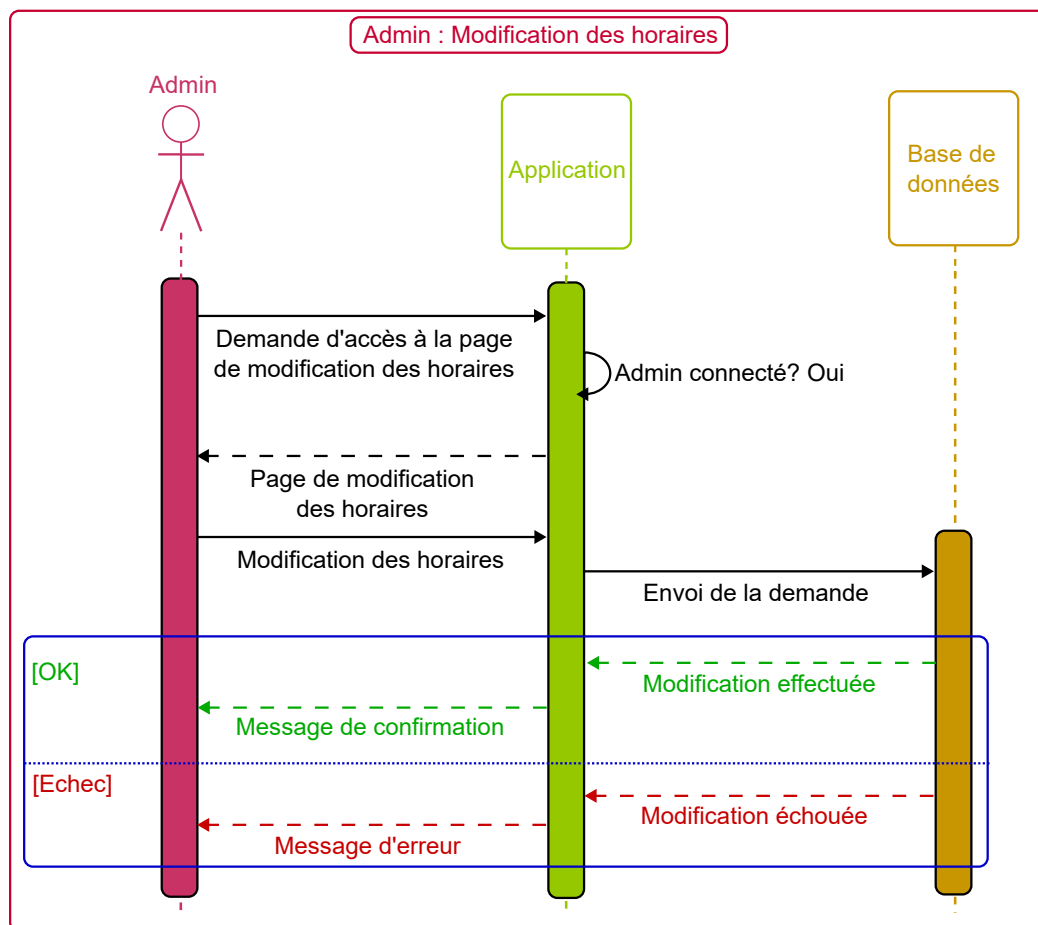 Admin : Modification des horaires
Admin
Application
Base de
données
Demande d'accès à la page
de modification des horaires
Admin connecté? Oui
Page de modification
des horaires
Modification des horaires
Envoi de la demande
[OK]
Modification effectuée
Message de confirmation
[Echec]
Modification échouée
Message d'erreur